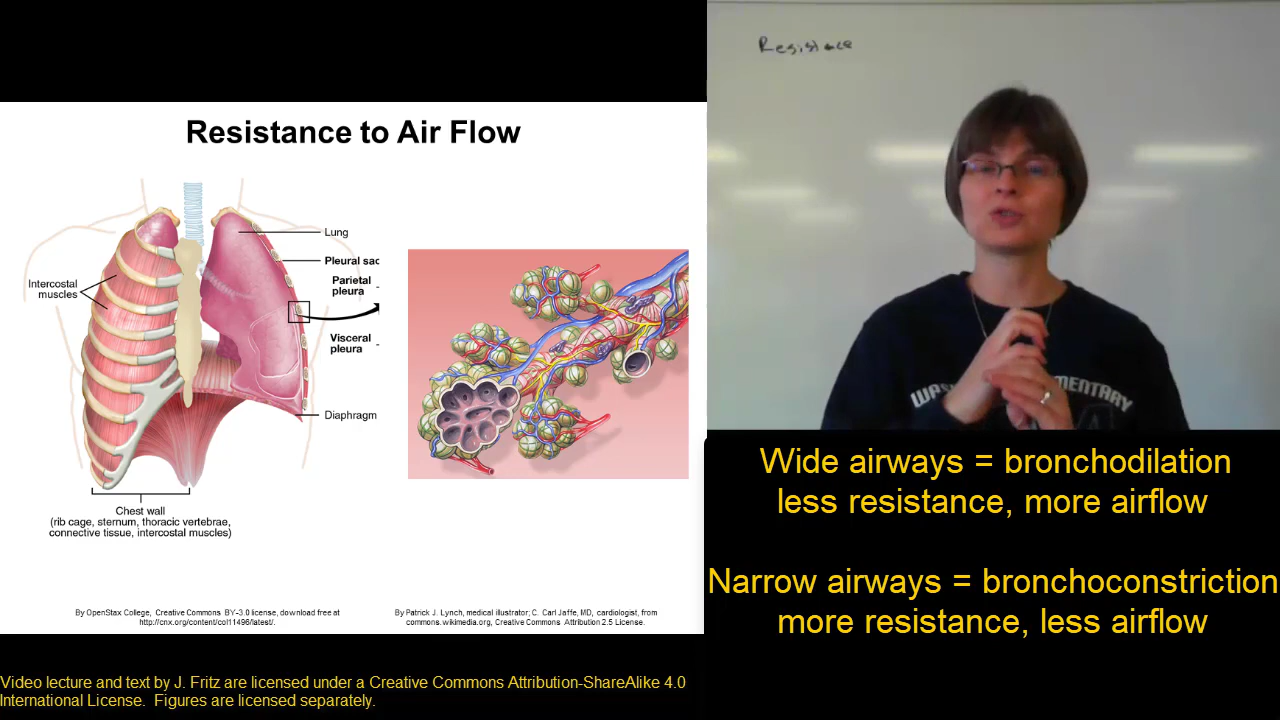 Resistance to Air Flow
Lung
Pleural sac
Parietal
pleura
Visceral
pleura
Intercostal
muscles
Diaphragm
Chest wall
(rib cage, sternum, thoracic vertebrae,
connective tissue, intercostal muscles)
By OpenStax College, Creative Commons BY-3.0 license, download free at
http://cnx.org/content/col11496/latest/.
By Patrick J. Lynch, medical illustrator; C. Carl Jaffe, MD, cardiologist, from
commons.wikimedia.org, Creative Commons Attribution 2.5 License.
Resistance
Wide airways = bronchodilation
less resistance, more airflow
Narrow airways = bronchoconstriction
more resistance, less airflow
Video lecture and text by J. Fritz are licensed under a Creative Commons Attribution-ShareAlike 4.0
International License. Figures are licensed separately.